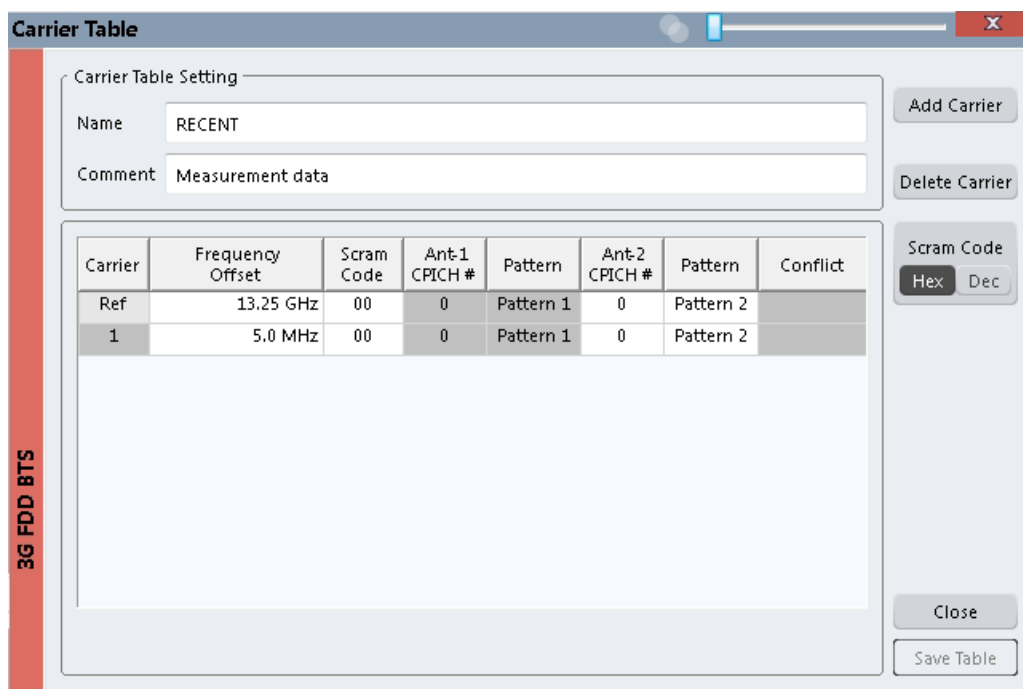 Carrier Table
X
3G FDD BTS
Carrier Table Setting
Name RECENT
Comment Measurement data
Carrier Frequency Offset Scram Code Ant-1 CPICH # Pattern Ant-2 CPICH # Pattern Conflict
Ref 13.25 GHz 00 0 Pattern 1 0 Pattern 2
1 5.0 MHz 00 0 Pattern 1 0 Pattern 2
Add Carrier
Delete Carrier
Scram Code
Hex Dec
Close
Save Table